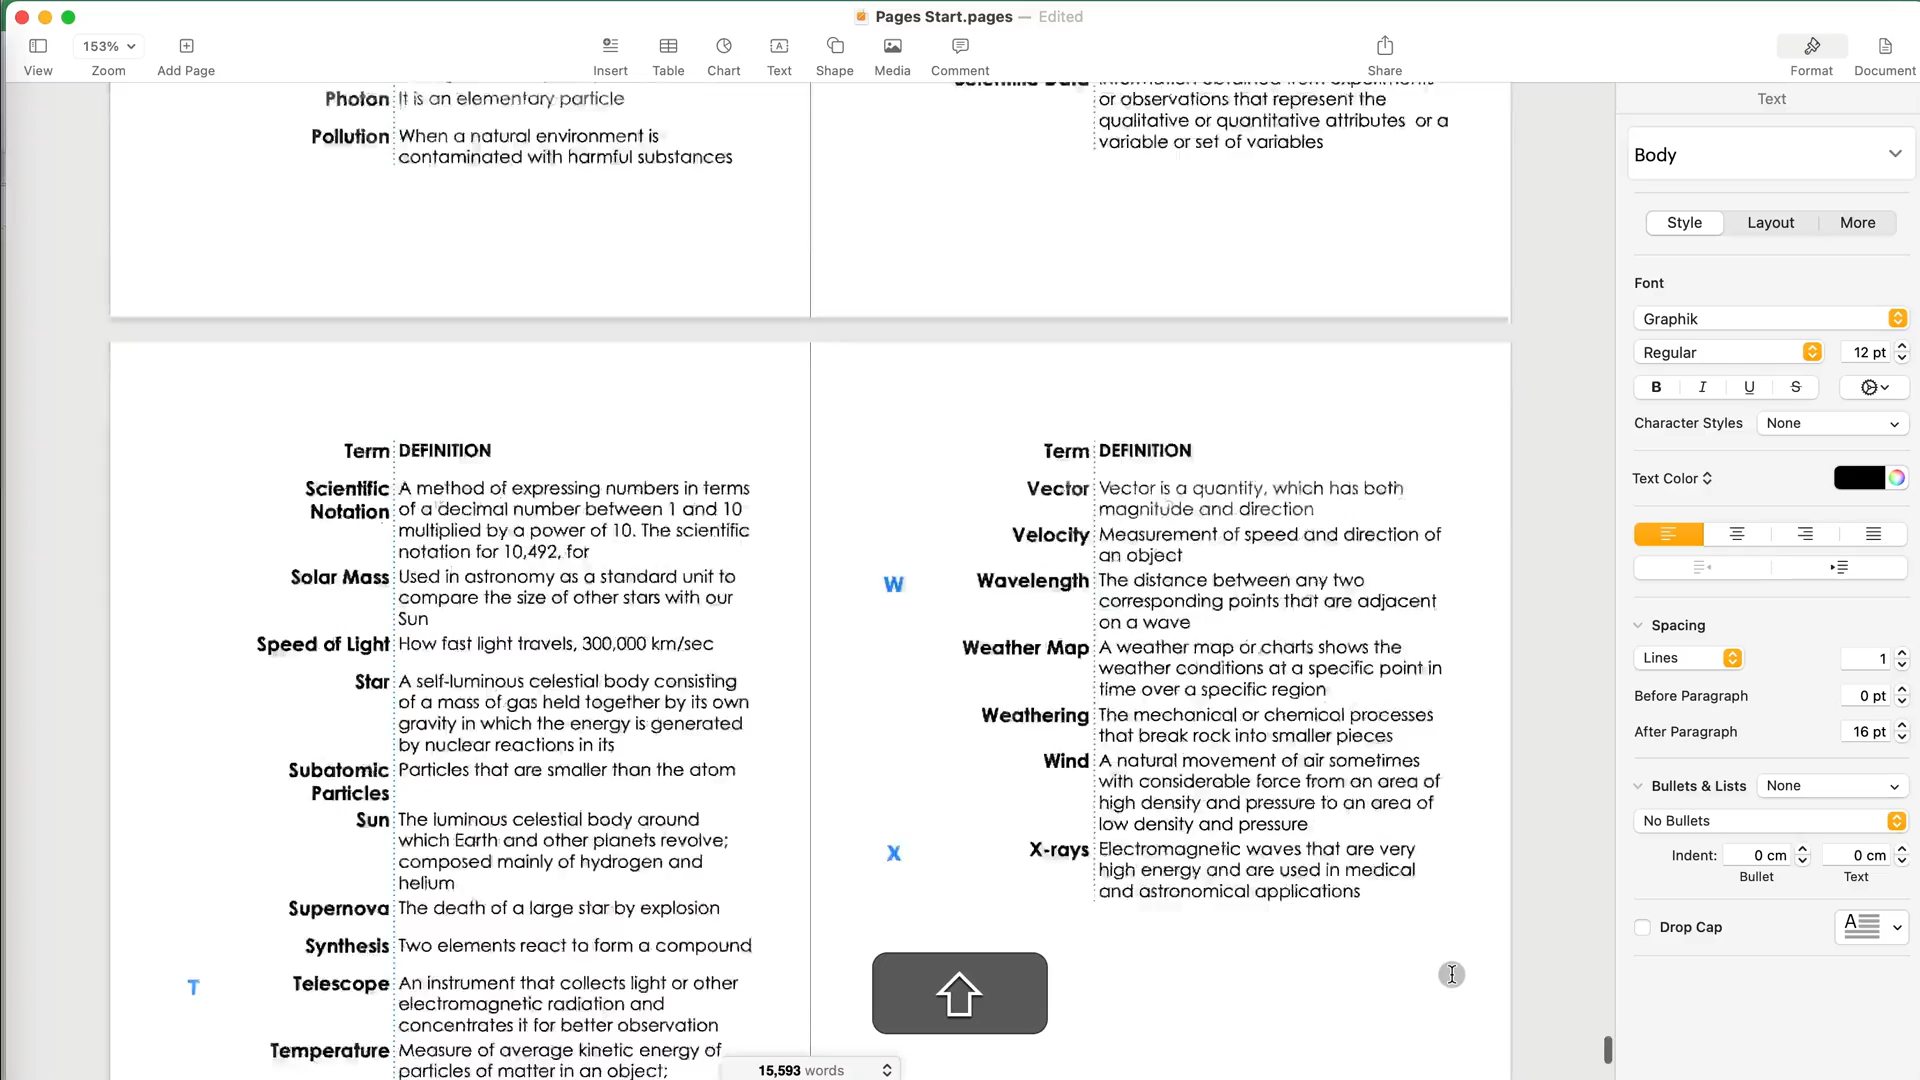 Pages Start.pages — Edited
153%
View
Zoom
Add Page
Insert
Table
Chart
Text
Shape
Media
Comment
Share
Format
Document
Photon It is an elementary particle
Pollution When a natural environment is
contaminated with harmful substances
or observations that represent the
qualitative or quantitative attributes or a
variable or set of variables
Term DEFINITION
Scientific Notation
A method of expressing numbers in terms
of a decimal number between 1 and 10
multiplied by a power of 10. The scientific
notation for 10,492, for
Solar Mass Used in astronomy as a standard unit to
compare the size of other stars with our
Sun
Speed of Light How fast light travels, 300,000 km/sec
Star A self-luminous celestial body consisting
of a mass of gas held together by its own
gravity in which the energy is generated
by nuclear reactions in its
Subatomic Particles
Particles that are smaller than the atom
Sun The luminous celestial body around
which Earth and other planets revolve;
composed mainly of hydrogen and
helium
Supernova The death of a large star by explosion
Synthesis Two elements react to form a compound
T Telescope An instrument that collects light or other
electromagnetic radiation and
concentrates it for better observation
Temperature Measure of average kinetic energy of
particles of matter in an object;
Term DEFINITION
Vector Vector is a quantity, which has both
magnitude and direction
Velocity Measurement of speed and direction of
an object
W Wavelength The distance between any two
corresponding points that are adjacent
on a wave
Weather Map A weather map or charts shows the
weather conditions at a specific point in
time over a specific region
Weathering The mechanical or chemical processes
that break rock into smaller pieces
Wind A natural movement of air sometimes
with considerable force from an area of
high density and pressure to an area of
low density and pressure
X X-rays Electromagnetic waves that are very
high energy and are used in medical
and astronomical applications
15,593 words
Text
Body
Style Layout More
Font
Graphik
Regular 12 pt
B I U S
Character Styles None
Text Color
Spacing
Lines 1
Before Paragraph 0 pt
After Paragraph 16 pt
Bullets & Lists None
No Bullets
Indent: 0 cm 0 cm
Bullet Text
Drop Cap A